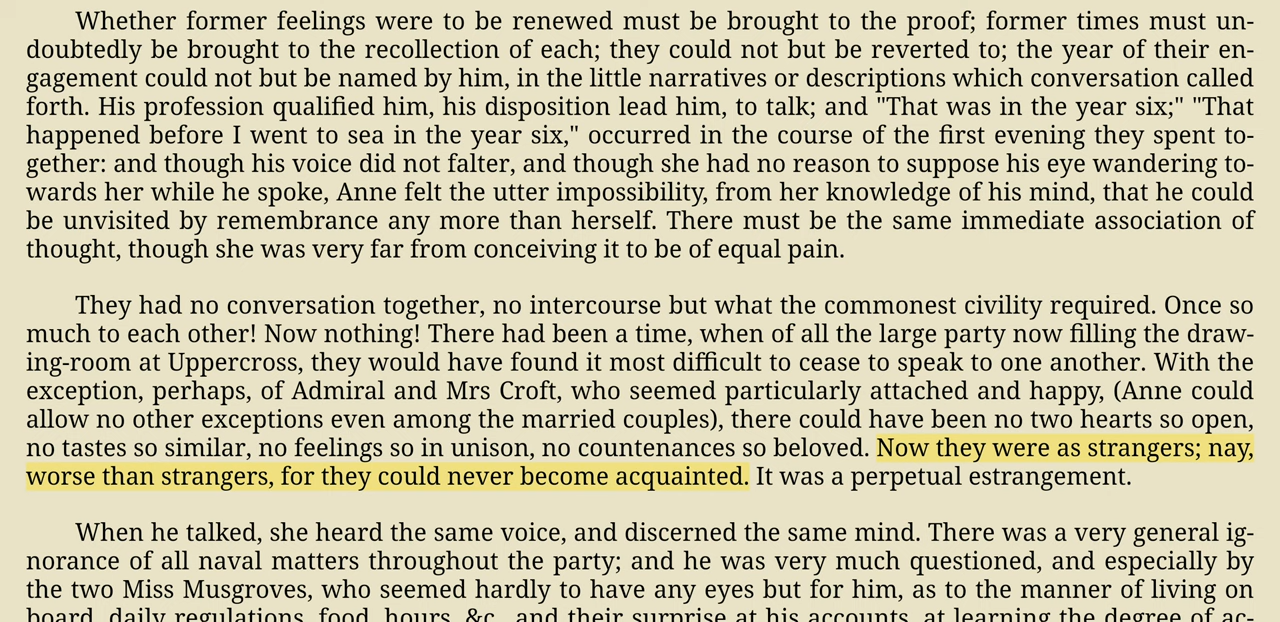 Whether former feelings were to be renewed must be brought to the proof; former times must un-
doubtedly be brought to the recollection of each; they could not but be reverted to; the year of their en-
gagement could not but be named by him, in the little narratives or descriptions which conversation called
forth. His profession qualified him, his disposition lead him, to talk; and "That was in the year six;" "That
happened before I went to sea in the year six," occurred in the course of the first evening they spent to-
gether: and though his voice did not falter, and though she had no reason to suppose his eye wandering to-
wards her while he spoke, Anne felt the utter impossibility, from her knowledge of his mind, that he could
be unvisited by remembrance any more than herself. There must be the same immediate association of
thought, though she was very far from conceiving it to be of equal pain.
They had no conversation together, no intercourse but what the commonest civility required. Once so
much to each other! Now nothing! There had been a time, when of all the large party now filling the draw-
ing-room at Uppercross, they would have found it most difficult to cease to speak to one another. With the
exception, perhaps, of Admiral and Mrs Croft, who seemed particularly attached and happy, (Anne could
allow no other exceptions even among the married couples), there could have been no two hearts so open,
no tastes so similar, no feelings so in unison, no countenances so beloved. Now they were as strangers; nay,
worse than strangers, for they could never become acquainted. It was a perpetual estrangement.
When he talked, she heard the same voice, and discerned the same mind. There was a very general ig-
norance of all naval matters throughout the party; and he was very much questioned, and especially by
the two Miss Musgroves, who seemed hardly to have any eyes but for him, as to the manner of living on
board, daily regulations, food, hours, &c., and their surprise at his accounts, at learning the degree of ac-